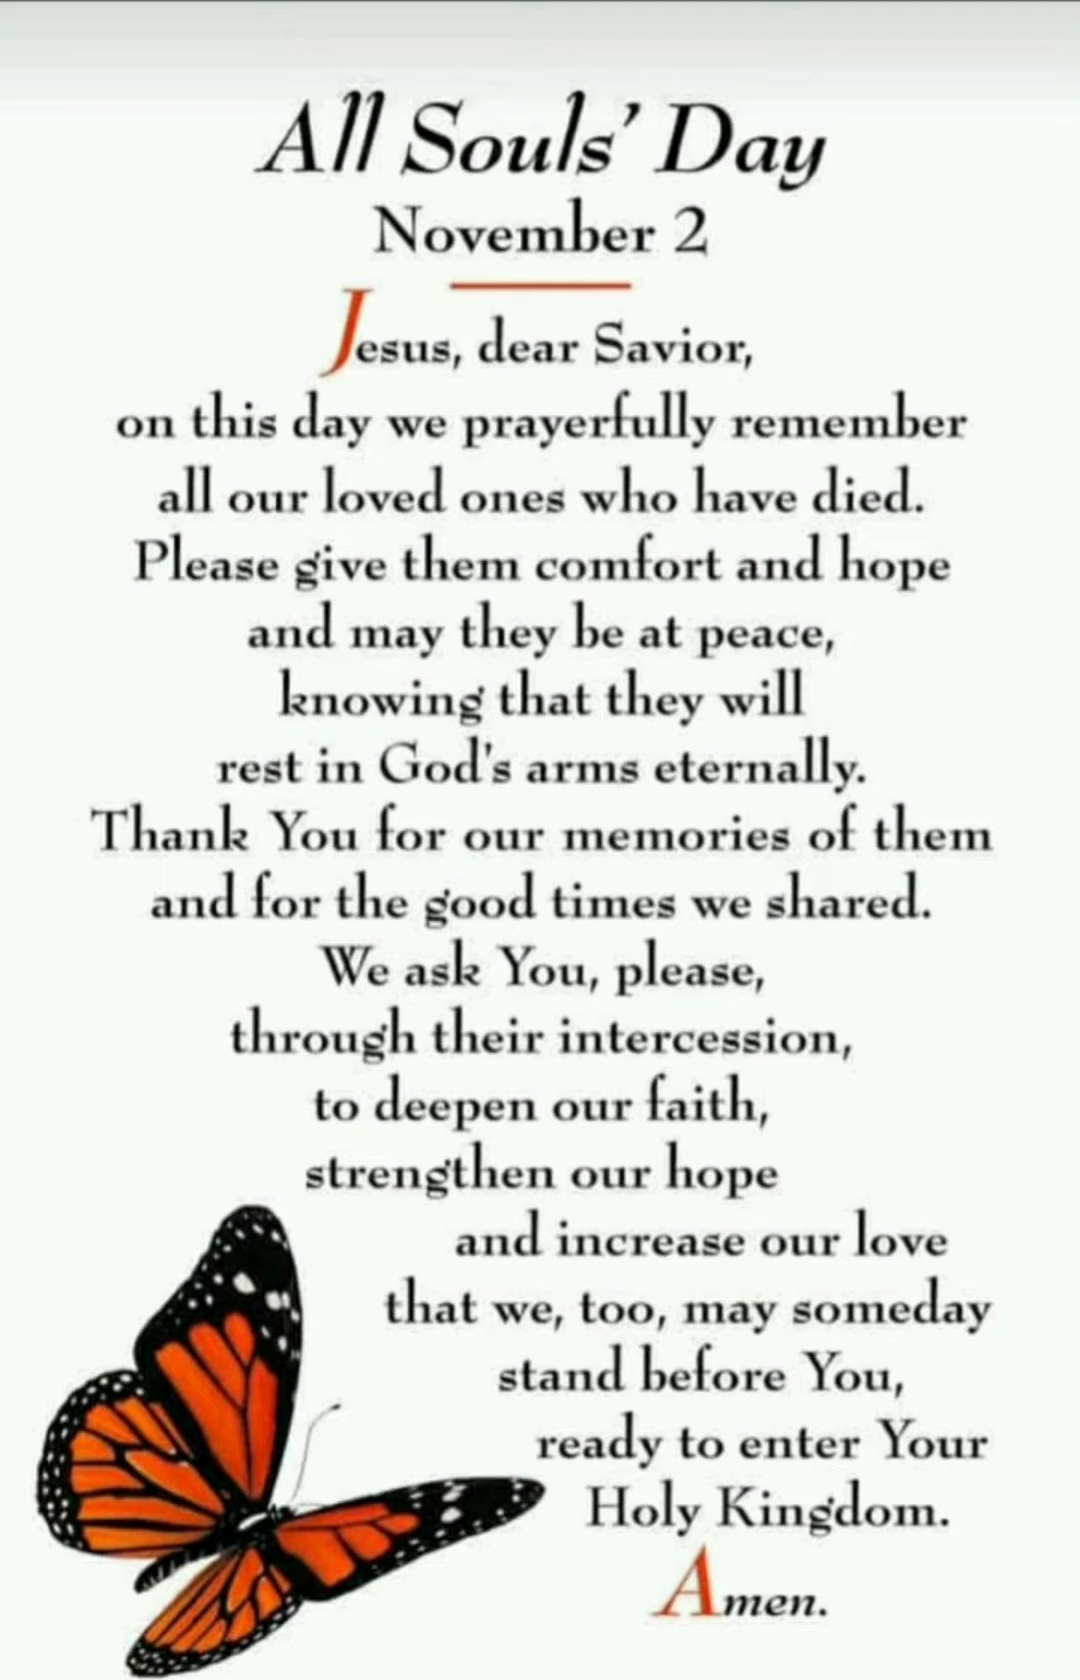 All Souls' Day
November 2
Jesus, dear Savior,
on this day we prayerfully remember
all our loved ones who have died.
Please give them comfort and hope
and may they be at peace,
knowing that they will
rest in God's arms eternally.
Thank You for our memories of them
and for the good times we shared.
We ask You, please,
through their intercession,
to deepen our faith,
strengthen our hope
and increase our love
that we, too, may someday
stand before You,
ready to enter Your
Holy Kingdom.
Amen.